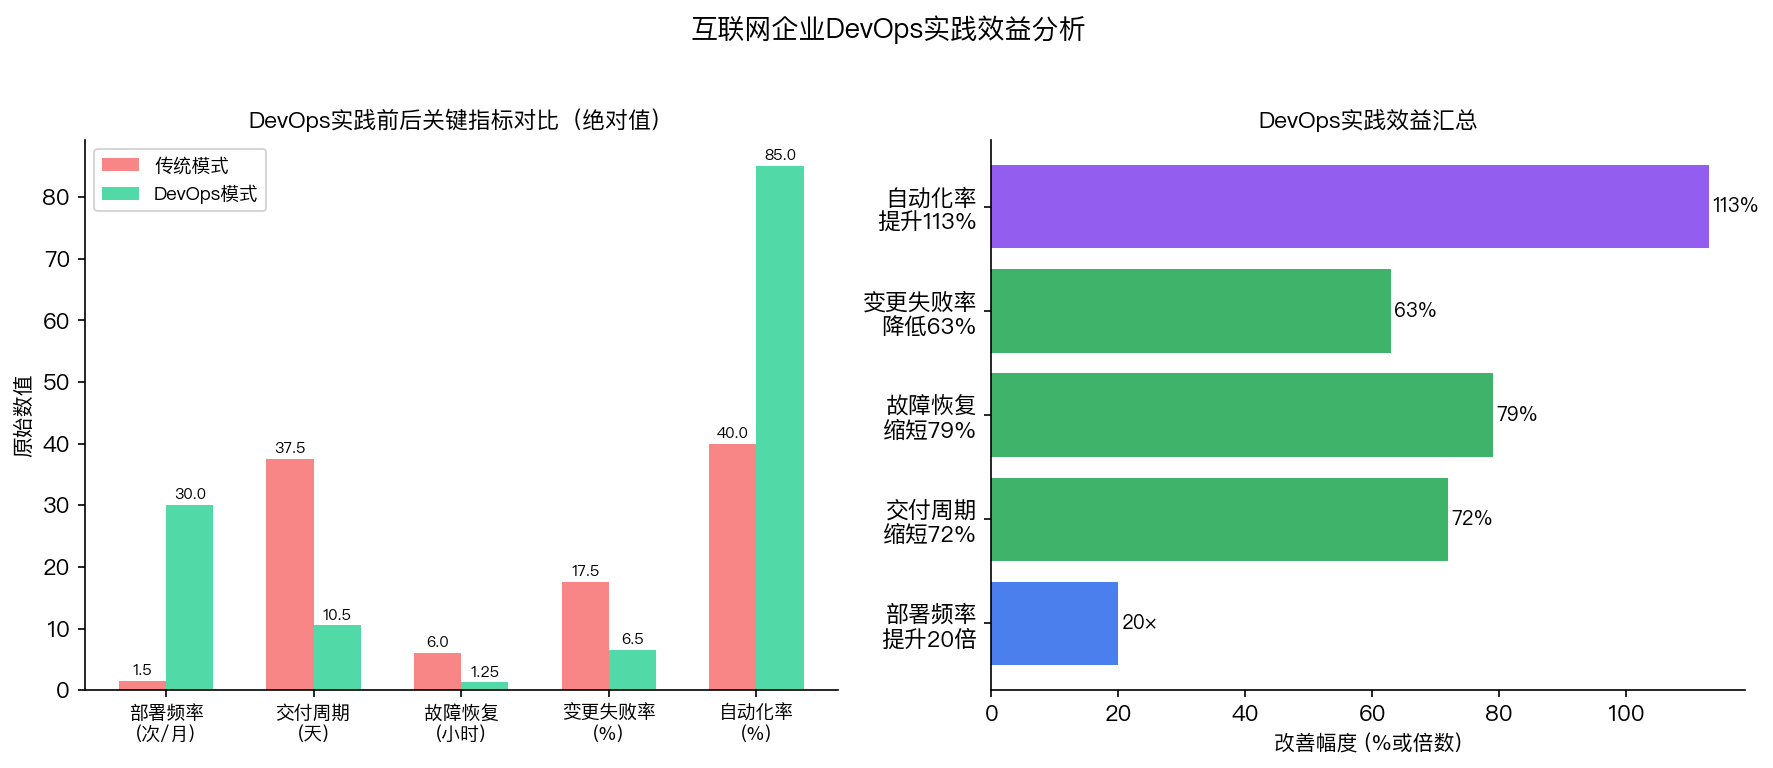 互联网企业DevOps实践效益分析
DevOps实践前后关键指标对比（绝对值）
传统模式
DevOps模式
原始数值
80
70
60
50
40
30
20
10
0
1.5
30.0
37.5
10.5
6.0
1.25
17.5
6.5
40.0
85.0
部署频率
(次/月)
交付周期
(天)
故障恢复
(小时)
变更失败率
(%)
自动化率
(%)
DevOps实践效益汇总
自动化率
提升113%
113%
变更失败率
降低63%
63%
故障恢复
缩短79%
79%
交付周期
缩短72%
72%
部署频率
提升20倍
20×
0
20
40
60
80
100
改善幅度 (%或倍数)